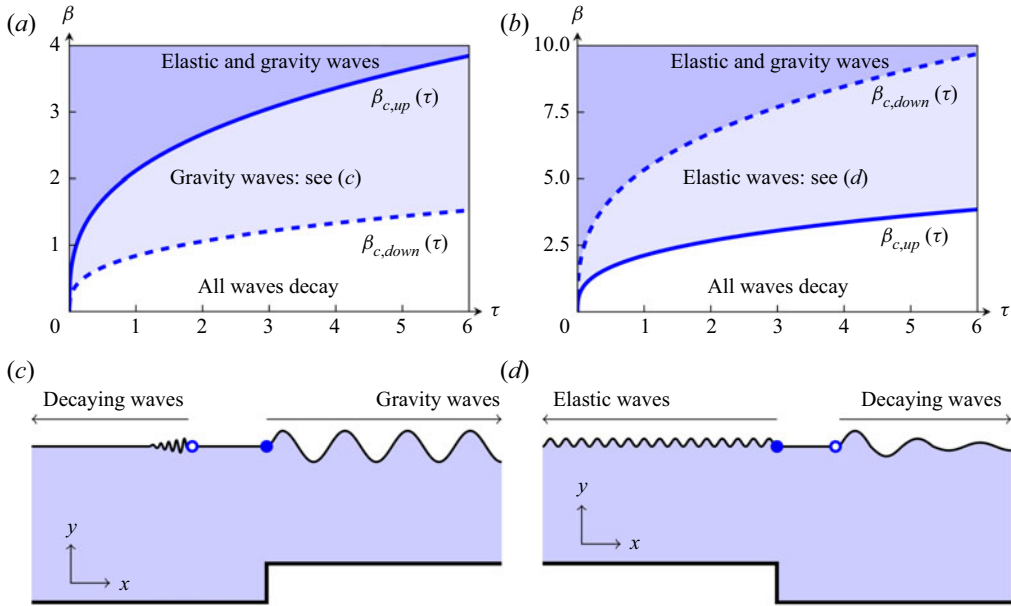 (a)
β
4
3
2
1
0
Elastic and gravity waves
β_{c,up} (τ)
Gravity waves: see (c)
β_{c,down} (τ)
All waves decay
1 2 3 4 5 6 τ
(b)
β
10.0
7.5
5.0
2.5
0
Elastic and gravity waves
β_{c,down} (τ)
Elastic waves: see (d)
β_{c,up} (τ)
All waves decay
1 2 3 4 5 6 τ
(c)
Decaying waves
Gravity waves
y
x
(d)
Elastic waves
Decaying waves
y
x